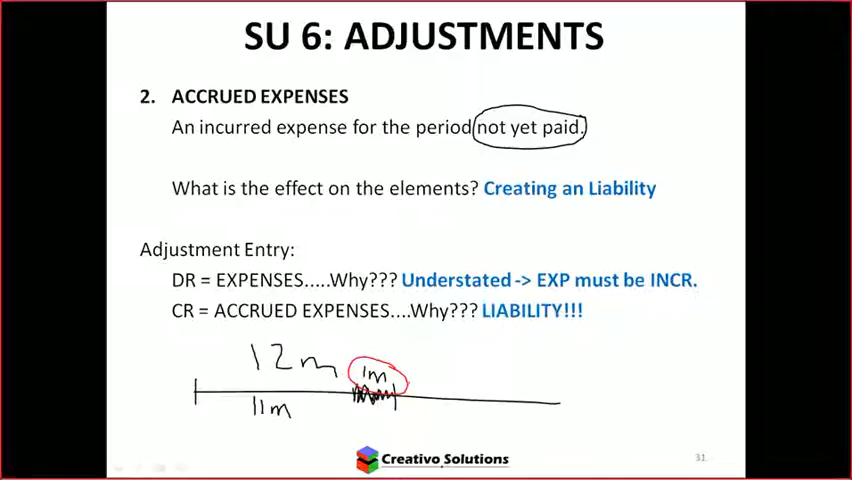 SU 6: ADJUSTMENTS
2. ACCRUED EXPENSES
An incurred expense for the period not yet paid.
What is the effect on the elements? Creating an Liability
Adjustment Entry:
DR = EXPENSES.....Why??? Understated -> EXP must be INCR.
CR = ACCRUED EXPENSES....Why??? LIABILITY!!!
12m 1m
11m
Creativo Solutions
31